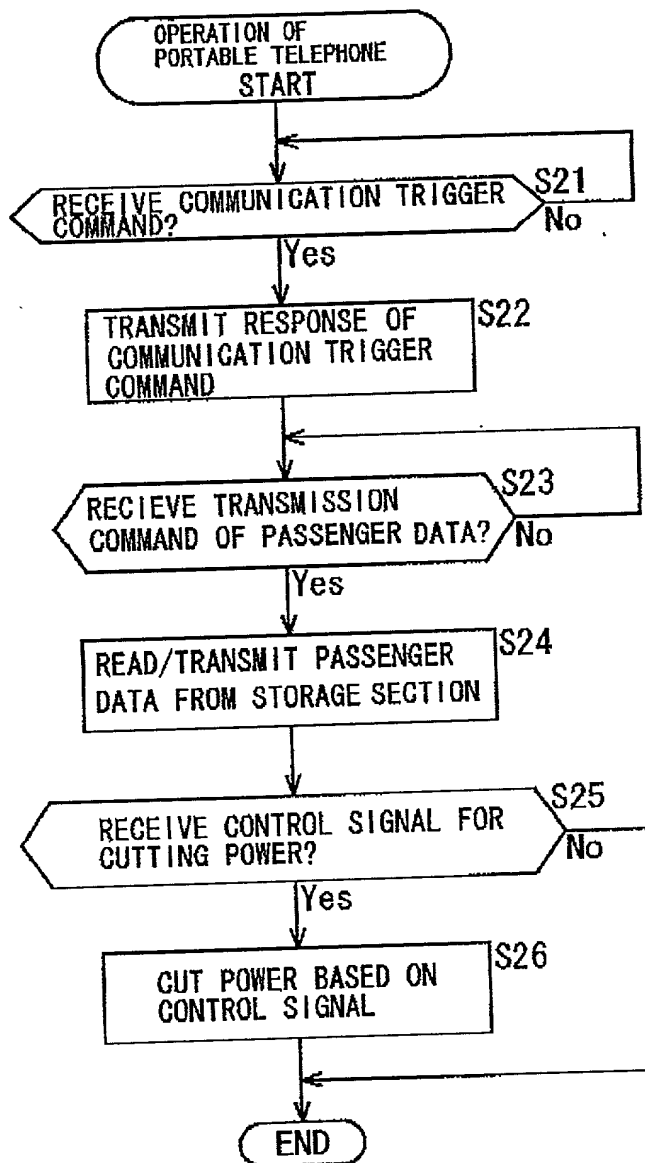 OPERATION OF
PORTABLE TELEPHONE
START
RECEIVE COMMUNICATION TRIGGER
COMMAND?
S21
No
Yes
TRANSMIT RESPONSE OF
COMMUNICATION TRIGGER
COMMAND
S22
RECIEVE TRANSMISSION
COMMAND OF PASSENGER DATA?
S23
No
Yes
READ/TRANSMIT PASSENGER
DATA FROM STORAGE SECTION
S24
RECEIVE CONTROL SIGNAL FOR
CUTTING POWER?
S25
No
Yes
CUT POWER BASED ON
CONTROL SIGNAL
S26
END